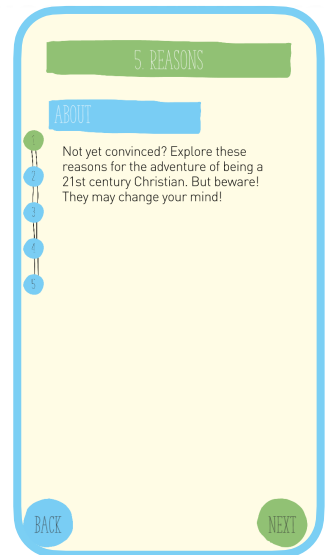 5. REASONS
ABOUT
1
Not yet convinced? Explore these
reasons for the adventure of being a
21st century Christian. But beware!
They may change your mind!
2
3
4
5
BACK
NEXT